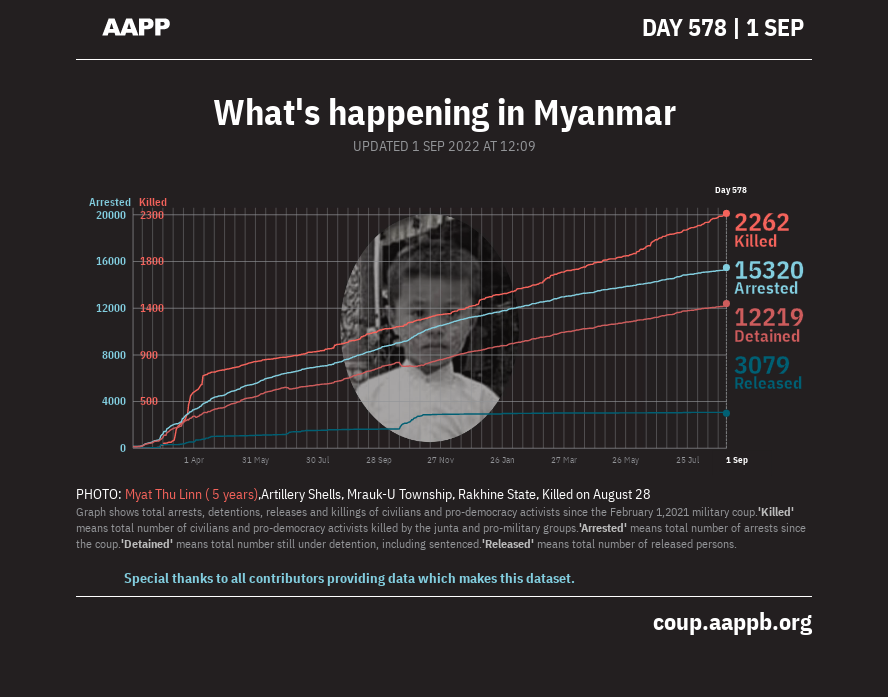 AAPP
DAY 578 | 1 SEP
What's happening in Myanmar
UPDATED 1 SEP 2022 AT 12:09
Day 578
Arrested Killed
20000 2300
16000 1800
12000 1400
8000 900
4000 500
0
2262
Killed
15320
Arrested
12219
Detained
3079
Released
1 Apr 31 May 30 Jul 28 Sep 27 Nov 26 Jan 27 Mar 26 May 25 Jul 1 Sep
PHOTO: Myat Thu Linn ( 5 years),Artillery Shells, Mrauk-U Township, Rakhine State, Killed on August 28
Graph shows total arrests, detentions, releases and killings of civilians and pro-democracy activists since the February 1,2021 military coup.'Killed'
means total number of civilians and pro-democracy activists killed by the junta and pro-military groups.'Arrested' means total number of arrests since
the coup.'Detained' means total number still under detention, including sentenced.'Released' means total number of released persons.
Special thanks to all contributors providing data which makes this dataset.
coup.aappb.org